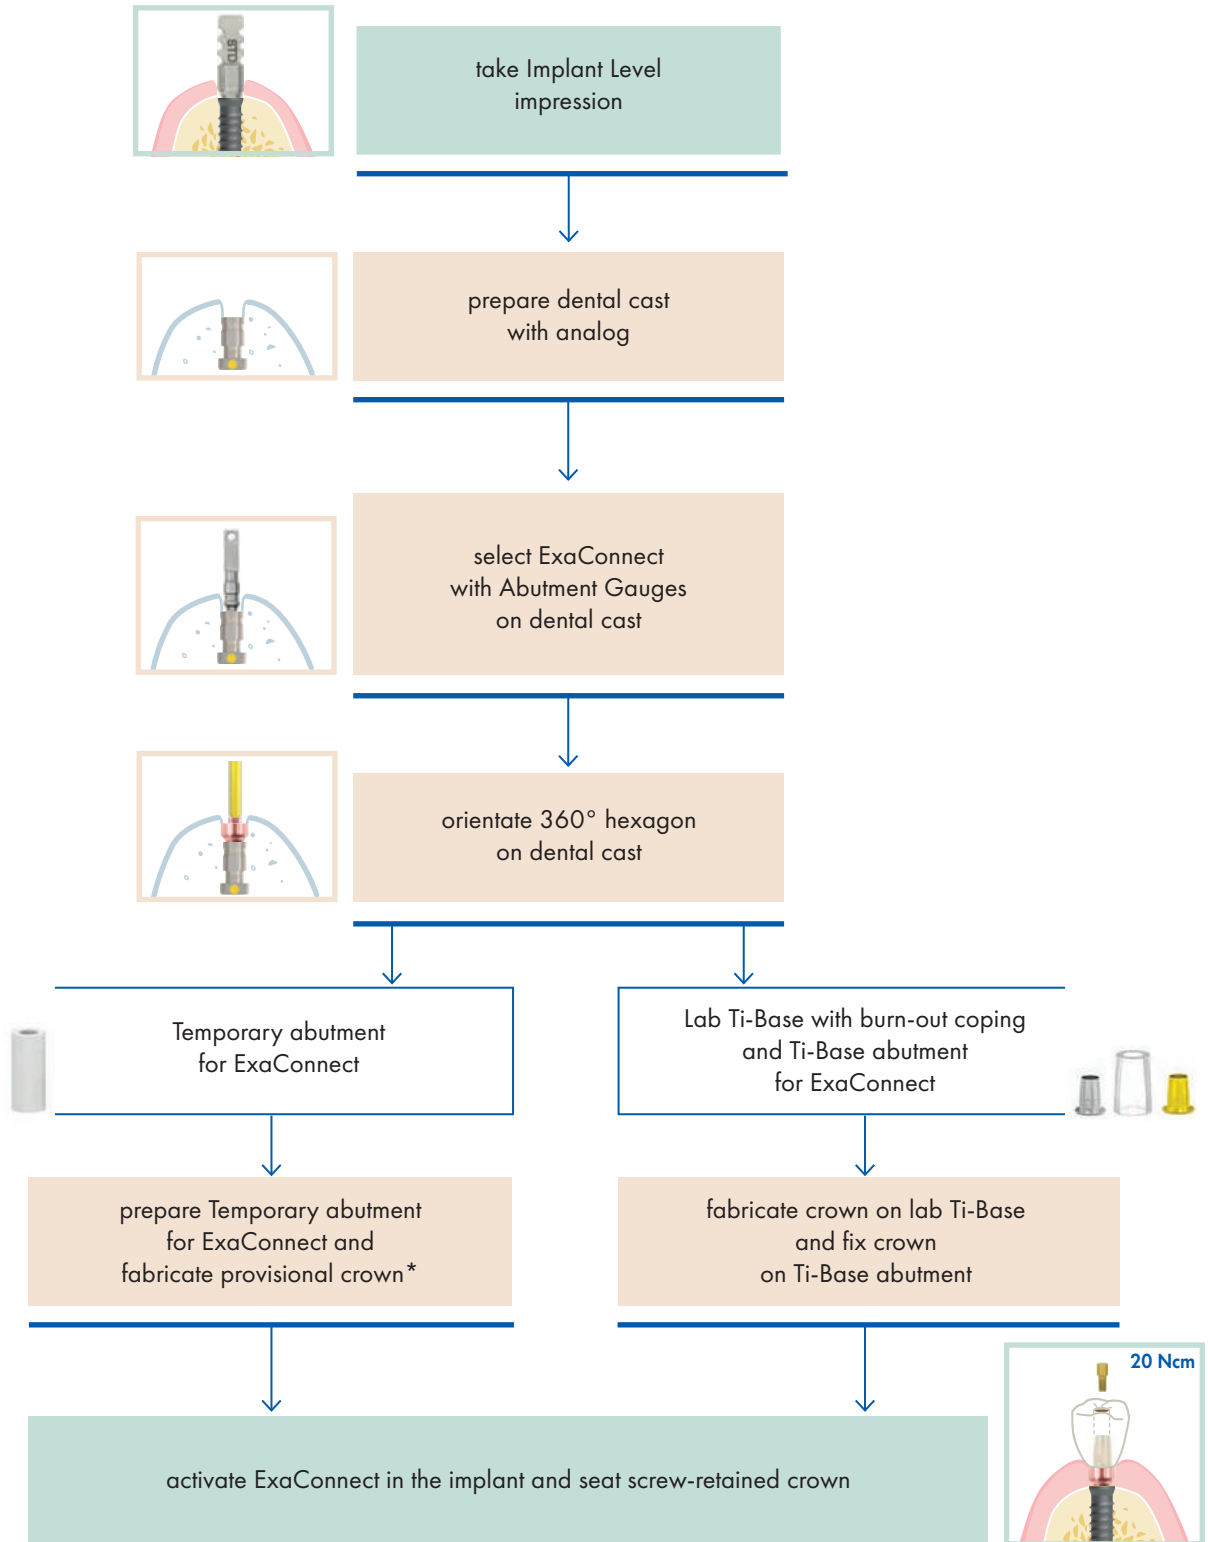 STD
take Implant Level
impression
prepare dental cast
with analog
select ExaConnect
with Abutment Gauges
on dental cast
orientate 360° hexagon
on dental cast
Temporary abutment
for ExaConnect
Lab Ti-Base with burn-out coping
and Ti-Base abutment
for ExaConnect
prepare Temporary abutment
for ExaConnect and
fabricate provisional crown*
fabricate crown on lab Ti-Base
and fix crown
on Ti-Base abutment
20 Ncm
activate ExaConnect in the implant and seat screw-retained crown